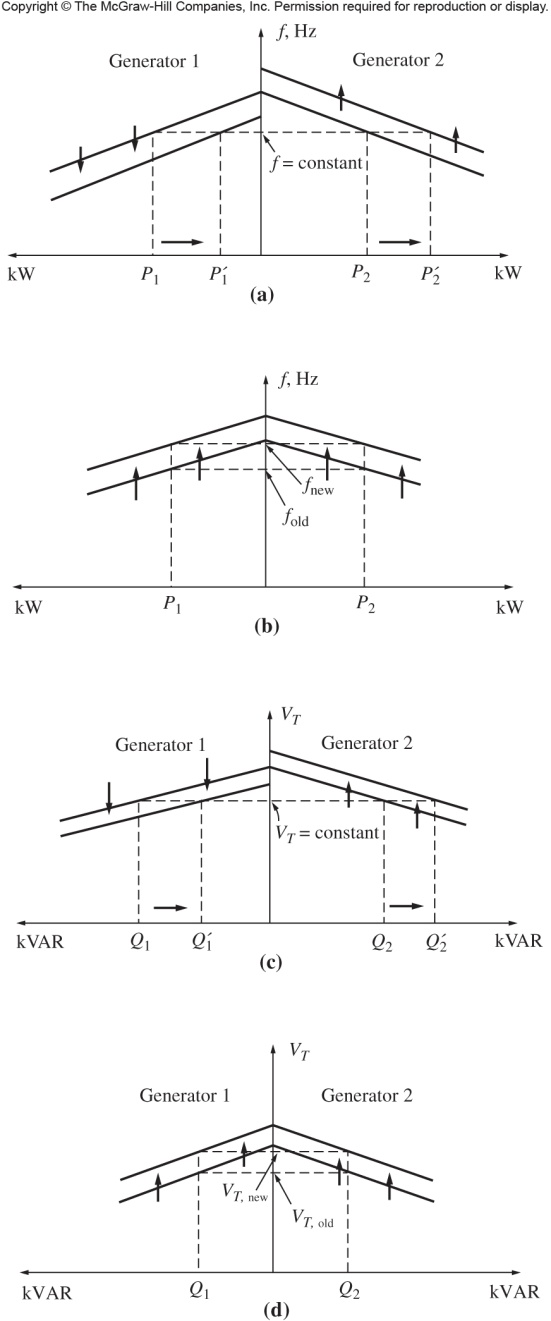 Copyright © The McGraw-Hill Companies, Inc. Permission required for reproduction or display.
f, Hz
Generator 1
Generator 2
f = constant
kW
P1
P′1
P2
P′2
kW
(a)
f, Hz
fnew
fold
kW
P1
P2
kW
(b)
VT
Generator 1
Generator 2
VT = constant
kVAR
Q1
Q′1
Q2
Q′2
kVAR
(c)
VT
Generator 1
Generator 2
VT, new
VT, old
kVAR
Q1
Q2
kVAR
(d)